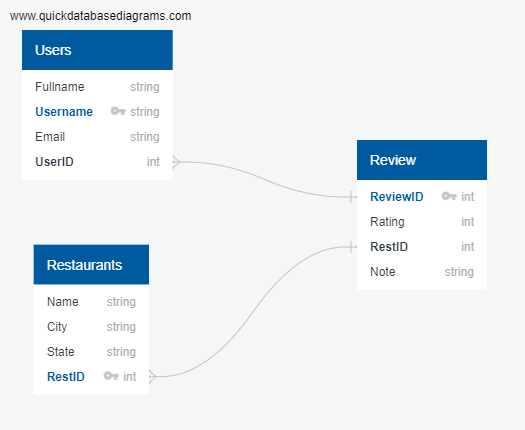 www.quickdatabasediagrams.com
Users
Fullname string
Username string
Email string
UserID int
Review
ReviewID int
Rating int
RestID int
Note string
Restaurants
Name string
City string
State string
RestID int